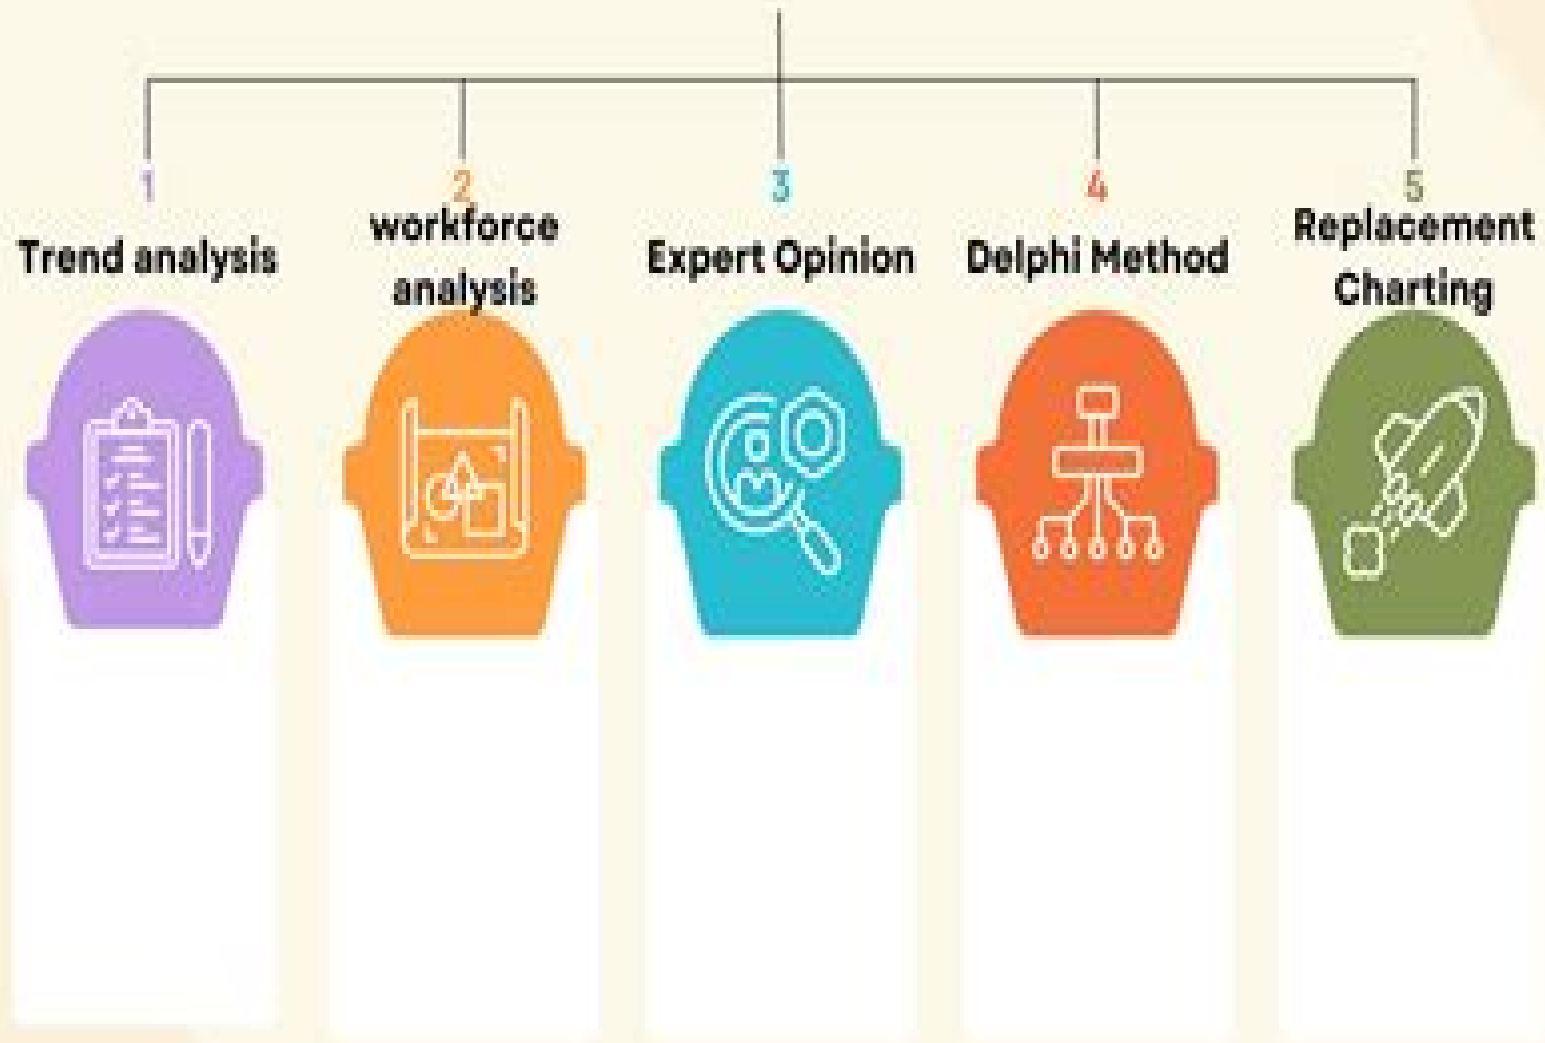 1
Trend analysis
2
workforce
analysis
3
Expert Opinion
4
Delphi Method
5
Replacement
Charting